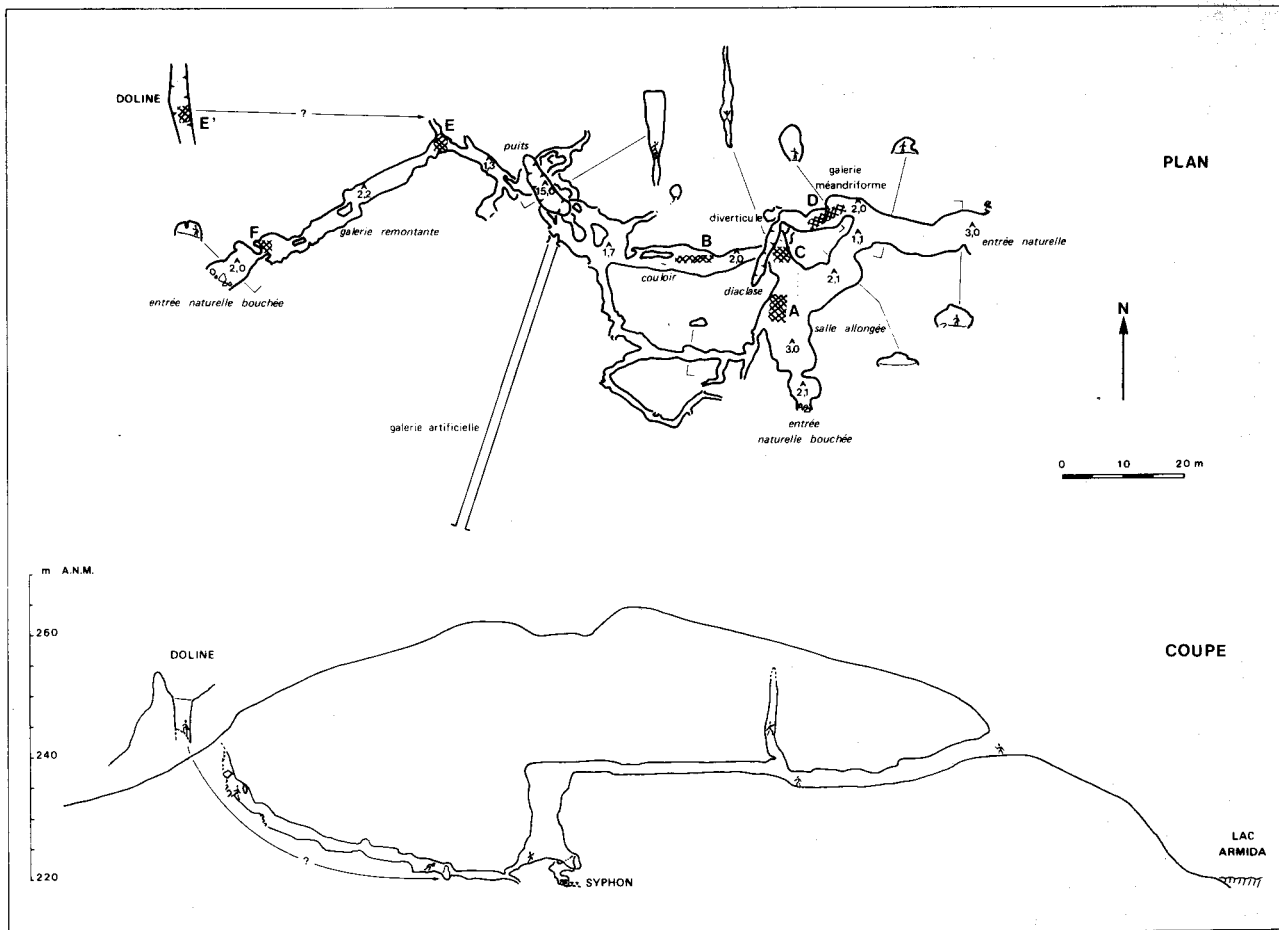 DOLINE
E'
?
E
puits
1,3
15,0
2,2
F
galerie remontante
2,0
entrée naturelle bouchée
1,7
B
2,0
couloir
galerie artificielle
diverticule
D
galerie
méandriforme
2,0
1,1
3,0
entrée naturelle
C
2,1
diaclase
A
salle allongée
3,0
2,1
entrée
naturelle bouchée
PLAN
N
0 10 20 m
m A.N.M.
260
240
220
DOLINE
?
SYPHON
COUPE
LAC
ARMIDA